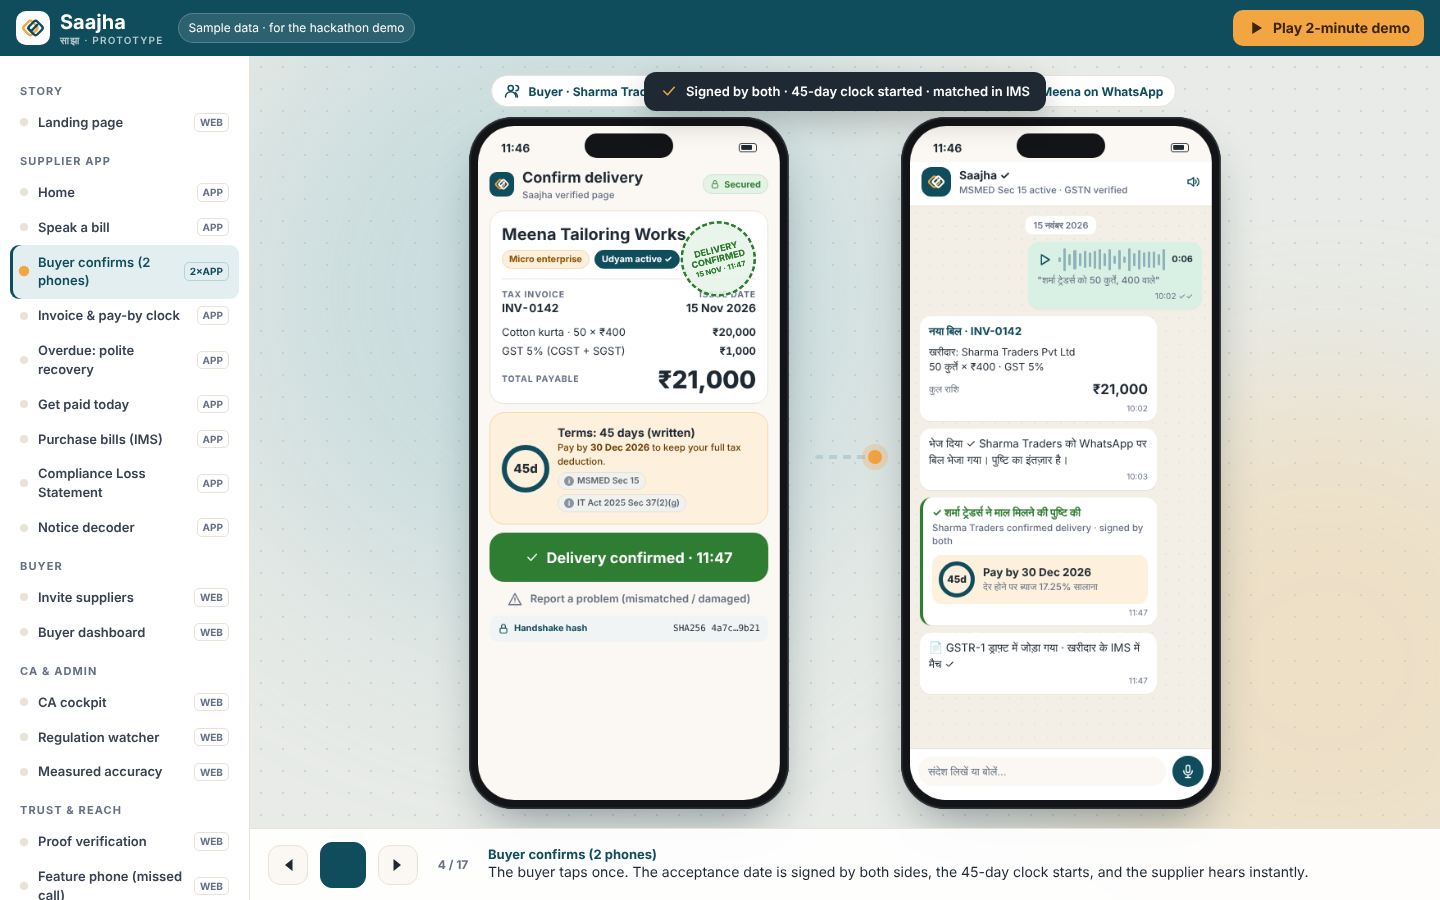 Saajha
साझा · PROTOTYPE
Sample data · for the hackathon demo
Play 2-minute demo
STORY
Landing page WEB
SUPPLIER APP
Home APP
Speak a bill APP
Buyer confirms (2 phones) 2×APP
Invoice & pay-by clock APP
Overdue: polite recovery APP
Get paid today APP
Purchase bills (IMS) APP
Compliance Loss Statement APP
Notice decoder APP
BUYER
Invite suppliers WEB
Buyer dashboard WEB
CA & ADMIN
CA cockpit WEB
Regulation watcher WEB
Measured accuracy WEB
TRUST & REACH
Proof verification WEB
Feature phone (missed call) WEB
Buyer · Sharma Trad
✓ Signed by both · 45-day clock started · matched in IMS
Meena on WhatsApp
11:46
Confirm delivery
Saajha verified page
Secured
Meena Tailoring Works
Micro enterprise
Udyam active ✓
DELIVERY
CONFIRMED
15 NOV · 11:47
TAX INVOICE
DATE
INV-0142
15 Nov 2026
Cotton kurta · 50 × ₹400 ₹20,000
GST 5% (CGST + SGST) ₹1,000
TOTAL PAYABLE ₹21,000
45d
Terms: 45 days (written)
Pay by 30 Dec 2026 to keep your full tax
deduction.
MSMED Sec 15
IT Act 2025 Sec 37(2)(g)
✓ Delivery confirmed · 11:47
Report a problem (mismatched / damaged)
Handshake hash SHA256 4a7c…9b21
11:46
Saajha ✓
MSMED Sec 15 active · GSTN verified
15 नवंबर 2026
0:06
"शर्मा ट्रेडर्स को 50 कुर्ते, 400 वाले"
10:02 ✓✓
नया बिल · INV-0142
खरीदार: Sharma Traders Pvt Ltd
50 कुर्ते × ₹400 · GST 5%
कुल राशि ₹21,000
10:02
भेज दिया ✓ Sharma Traders को WhatsApp पर
बिल भेजा गया। पुष्टि का इंतज़ार है।
10:03
✓ शर्मा ट्रेडर्स ने माल मिलने की पुष्टि की
Sharma Traders confirmed delivery · signed by
both
45d
Pay by 30 Dec 2026
देर होने पर ब्याज 17.25% सालाना
11:47
GSTR-1 ड्राफ़्ट में जोड़ा गया · खरीदार के IMS में
मैच ✓
11:47
संदेश लिखें या बोलें…
4 / 17
Buyer confirms (2 phones)
The buyer taps once. The acceptance date is signed by both sides, the 45-day clock starts, and the supplier hears instantly.